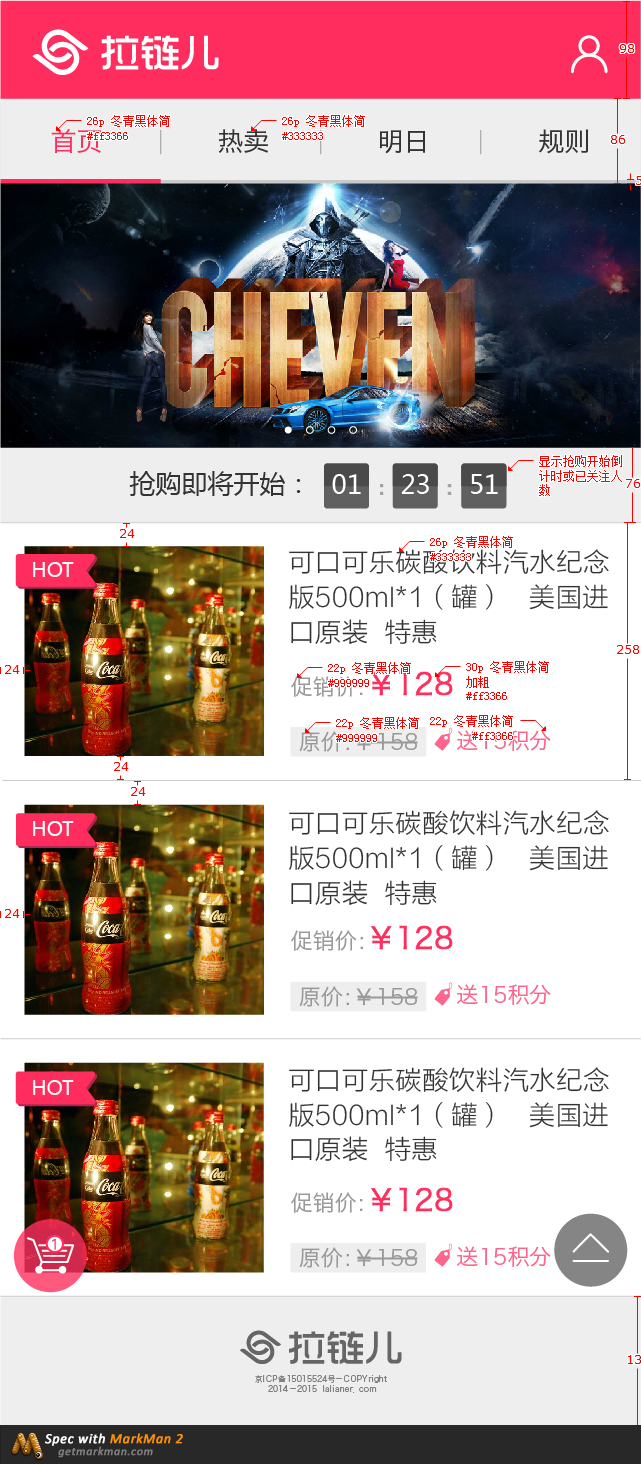 拉链儿
98
26p 冬青黑体简
#ff3366
26p 冬青黑体简
#333333
首页
热卖
明日
规则
86
5
CHEVEN
抢购即将开始：
01 : 23 : 51
显示抢购开始倒
计时或已关注人
数
76
24
26p 冬青黑体简
#333333
HOT
可口可乐碳酸饮料汽水纪念
版500ml*1（罐） 美国进
口原装 特惠
258
24
22p 冬青黑体简
#999999
30p 冬青黑体简
加粗
#ff3366
促销价:￥128
22p 冬青黑体简
#999999
22p 冬青黑体简
#ff3366
原价:￥158
送15积分
Coca
24
24
HOT
可口可乐碳酸饮料汽水纪念
版500ml*1（罐） 美国进
口原装 特惠
24
促销价:￥128
原价:￥158
送15积分
Coca
HOT
可口可乐碳酸饮料汽水纪念
版500ml*1（罐） 美国进
口原装 特惠
促销价:￥128
原价:￥158
送15积分
Coca
1
拉链儿
13
京ICP备15015524号-COPYright
2014-2015 lalianer. com
Spec with MarkMan 2
getmarkman.com